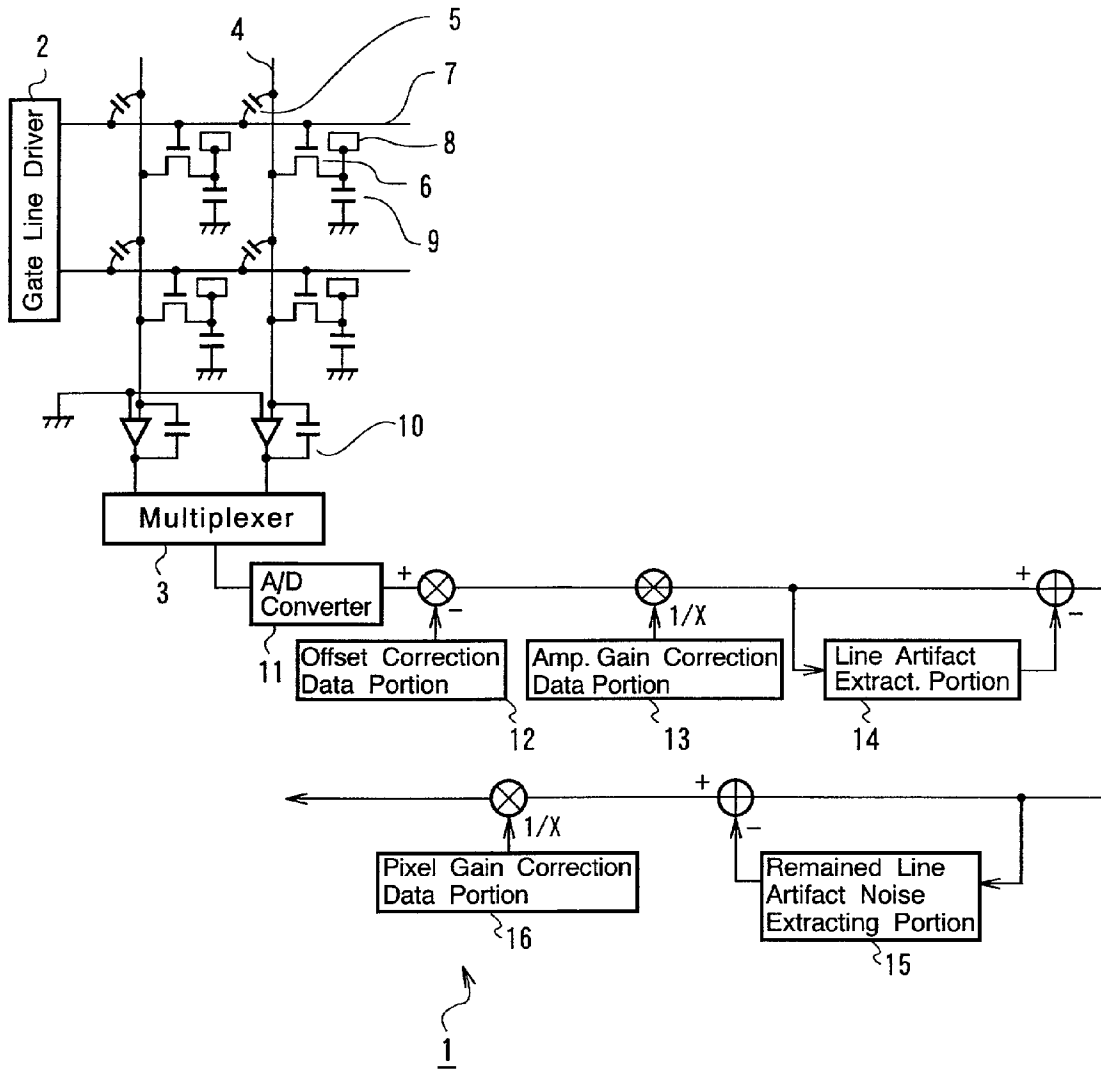 2
4
5
7
Gate Line Driver
8
6
9
10
Multiplexer
3
A/D
Converter
11
+
-
Offset Correction
Data Portion
12
1/X
Amp. Gain Correction
Data Portion
13
Line Artifact
Extract. Portion
14
+
-
1/X
Pixel Gain Correction
Data Portion
16
+
-
Remained Line
Artifact Noise
Extracting Portion
15
1